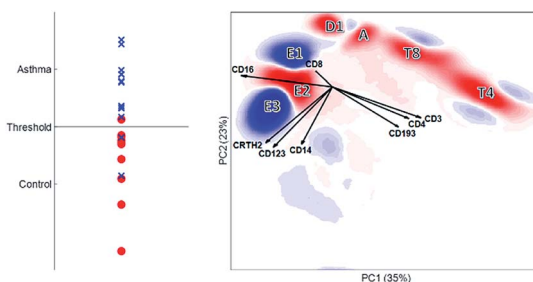 Asthma
Threshold
Control
PC2 (23%)
D1
A
E1
CD8
T8
CD16
E2
T4
E3
CD3
CD4
CD193
CRTH2
CD14
CD123
PC1 (35%)